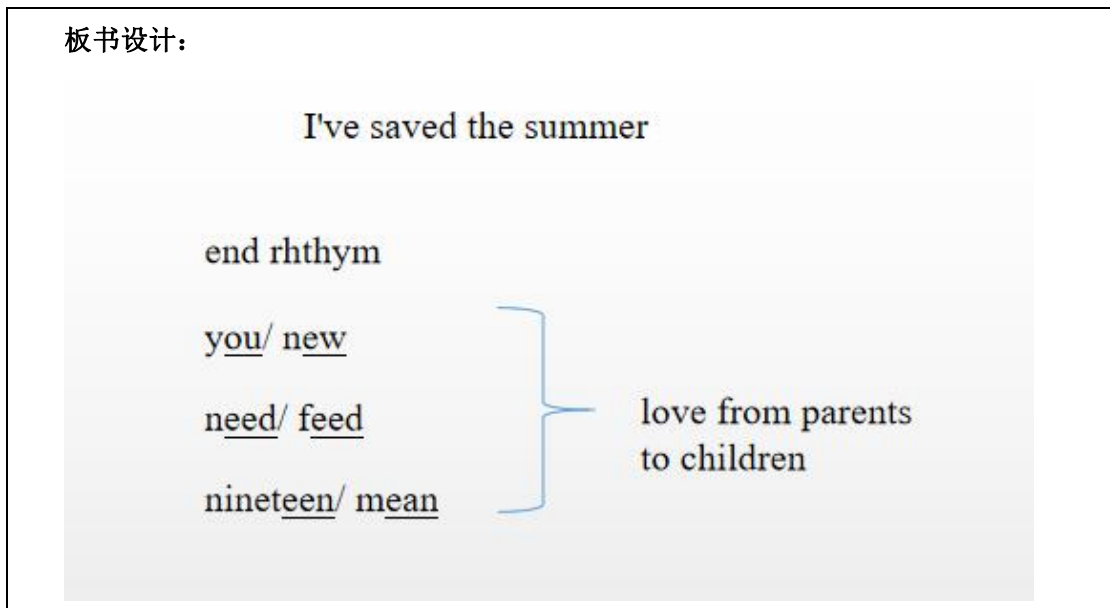 板书设计：
I've saved the summer
end rhthym
you/ new
need/ feed
love from parents
to children
nineteen/ mean